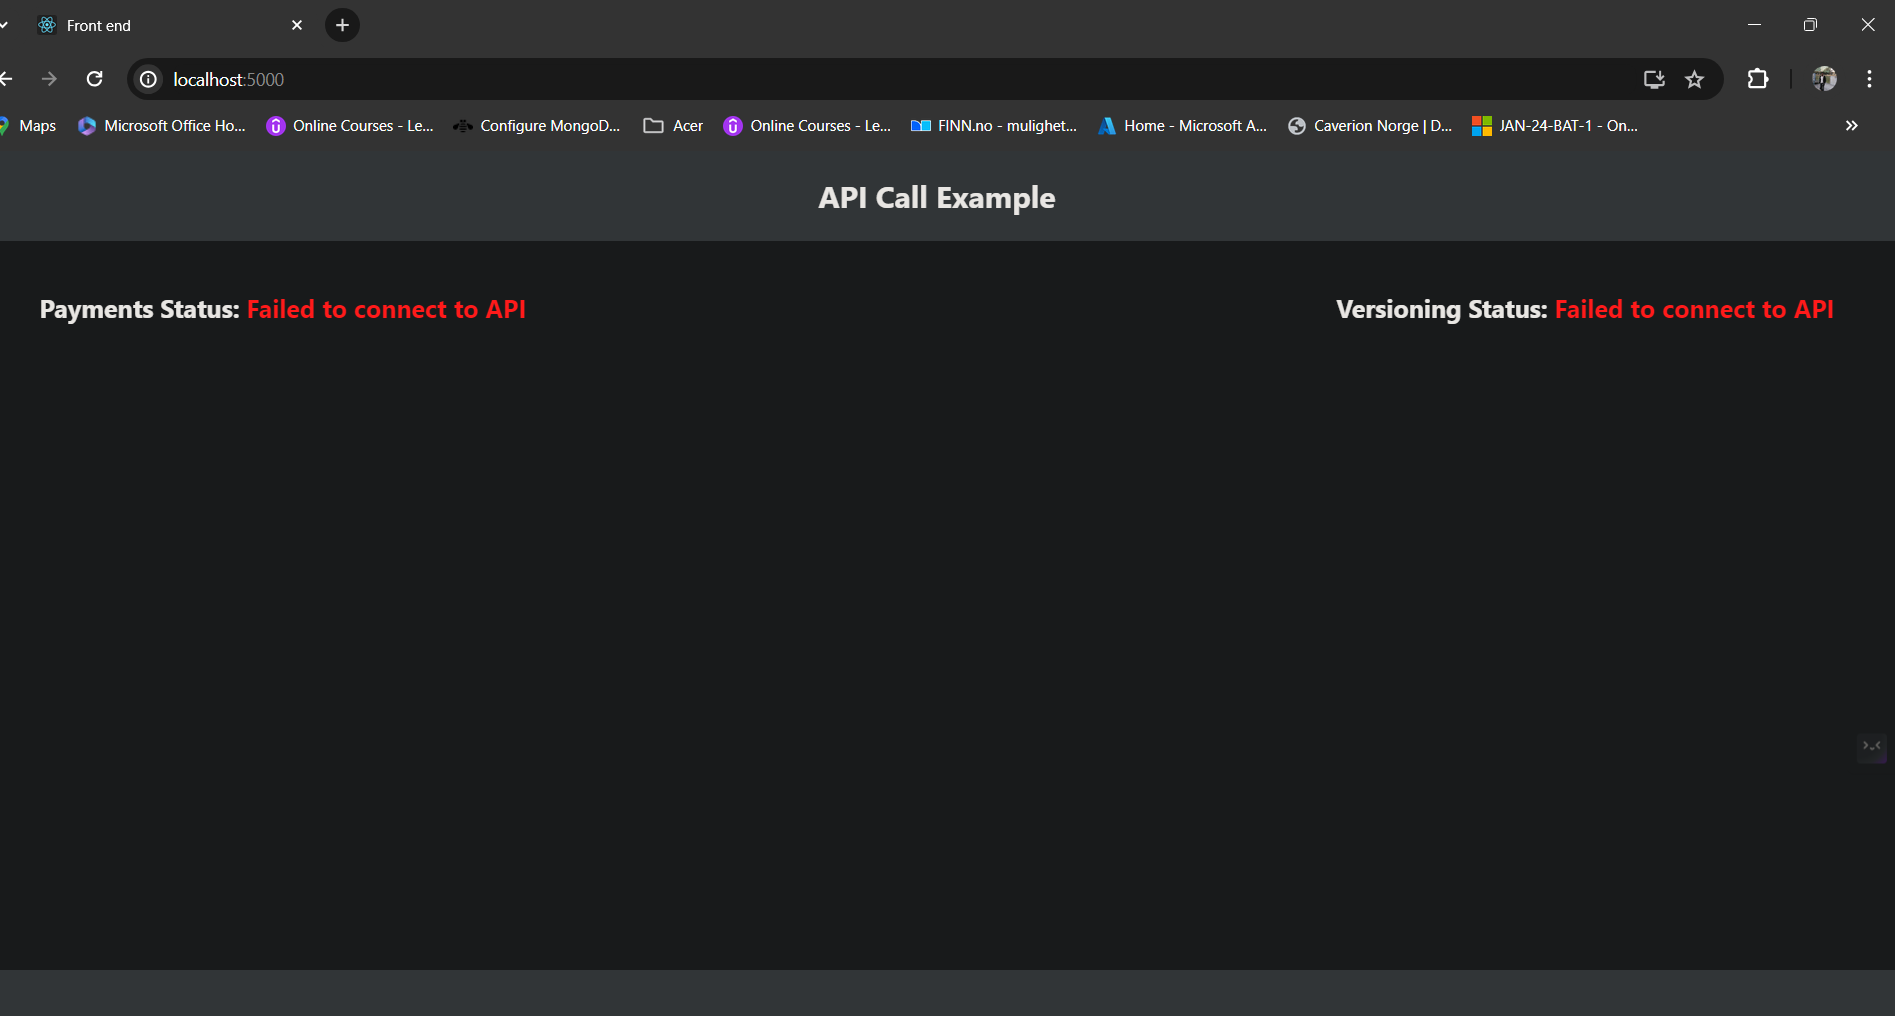 Front end
localhost:5000
Maps
Microsoft Office Ho...
Online Courses - Le...
Configure MongoD...
Acer
Online Courses - Le...
FINN.no - mulighet...
Home - Microsoft A...
Caverion Norge | D...
JAN-24-BAT-1 - On...
API Call Example
Payments Status: Failed to connect to API
Versioning Status: Failed to connect to API